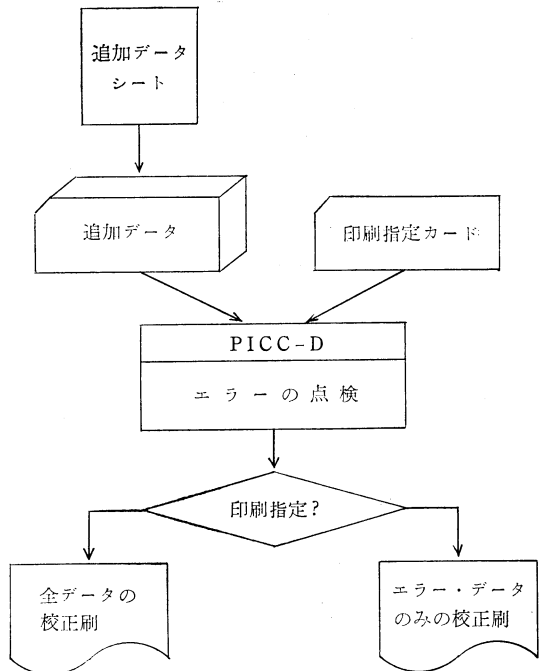 追加データ
シート
追加データ
印刷指定カード
PICC-D
エラーの点検
印刷指定?
全データの
校正刷
エラー・データ
のみの校正刷